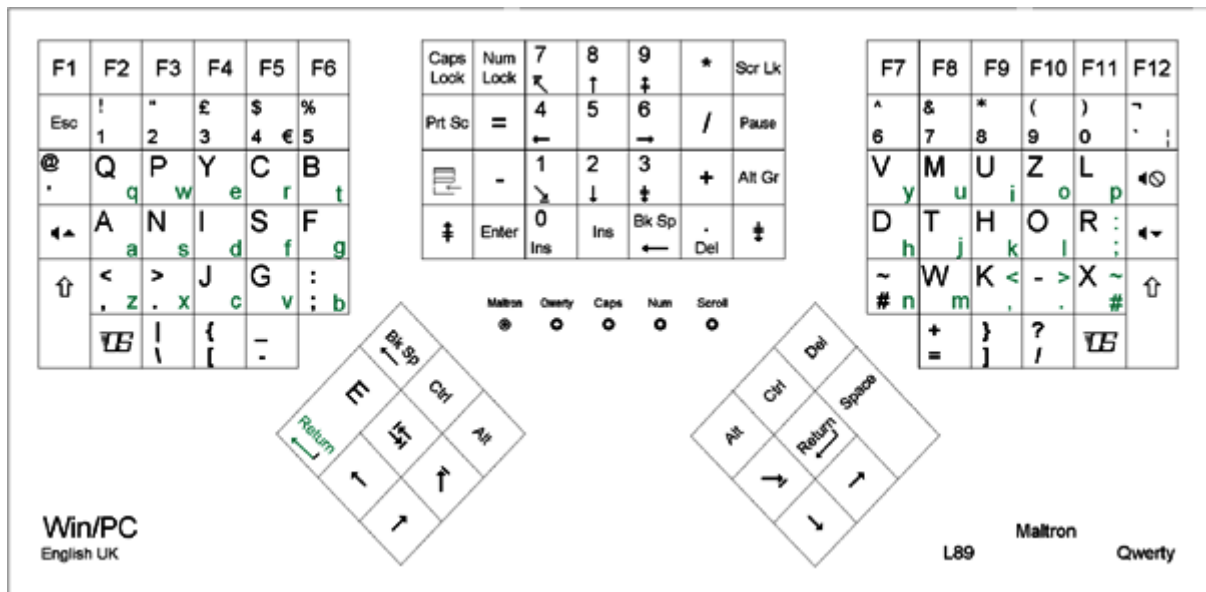 F1 F2 F3 F4 F5 F6
Caps Lock Num Lock 7 8 ↑ 9 * Scr Lk
F7 F8 F9 F10 F11 F12
Esc ! 1 " 2 £ 3 $ 4 € % 5
Prt Sc = 4 ← 5 6 → / Pause
^ 6 & 7 * 8 ( 9 ) 0 ¬ ` ¦
@ ' Q q P w Y e C r B t
- 1 2 ↓ 3 + Alt Gr
V y M u U i Z o L p
A a N s I d S f F g
Enter 0 Ins Ins Bk Sp ← . Del
D h T j H k O l R : ;
< , z > . x J c G v : ; b
~ # n W m K < , - > . X ~ #
| \ { [ _ -
+ = } ] ? /
Maltron Qwerty Caps Num Scroll
Bk Sp
E Ctrl
Return Alt
Del
Ctrl Space
Alt Return
Win/PC
English UK
Maltron
L89 Qwerty